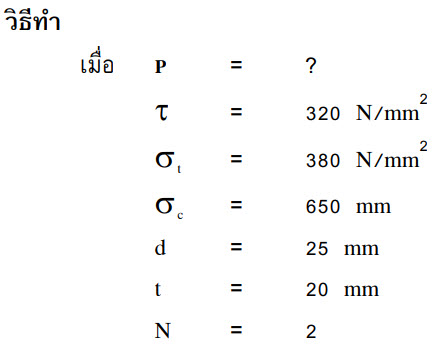 วิธีทำ
เมื่อ P = ?
τ = 320 N/mm²
σt = 380 N/mm²
σc = 650 mm
d = 25 mm
t = 20 mm
N = 2